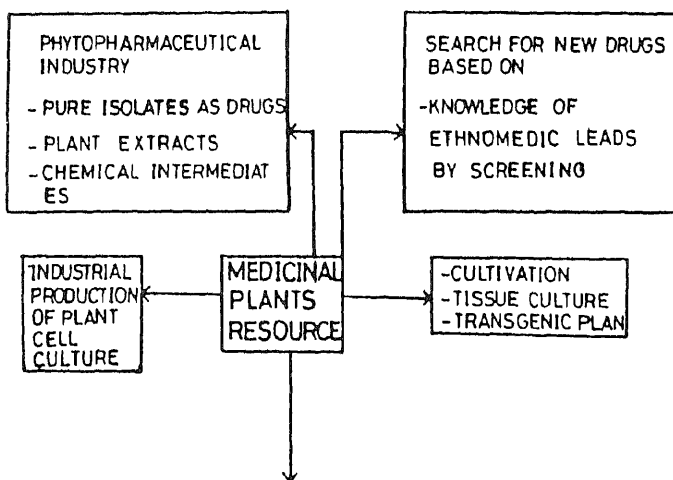 PHYTOPHARMACEUTICAL
INDUSTRY
- PURE ISOLATES AS DRUGS
- PLANT EXTRACTS
- CHEMICAL INTERMEDIAT
ES
SEARCH FOR NEW DRUGS
BASED ON
-KNOWLEDGE OF
ETHNOMEDIC LEADS
BY SCREENING
INDUSTRIAL
PRODUCTION
OF PLANT
CELL
CULTURE
MEDICINAL
PLANTS
RESOURCE
-CULTIVATION
-TISSUE CULTURE
-TRANSGENIC PLAN